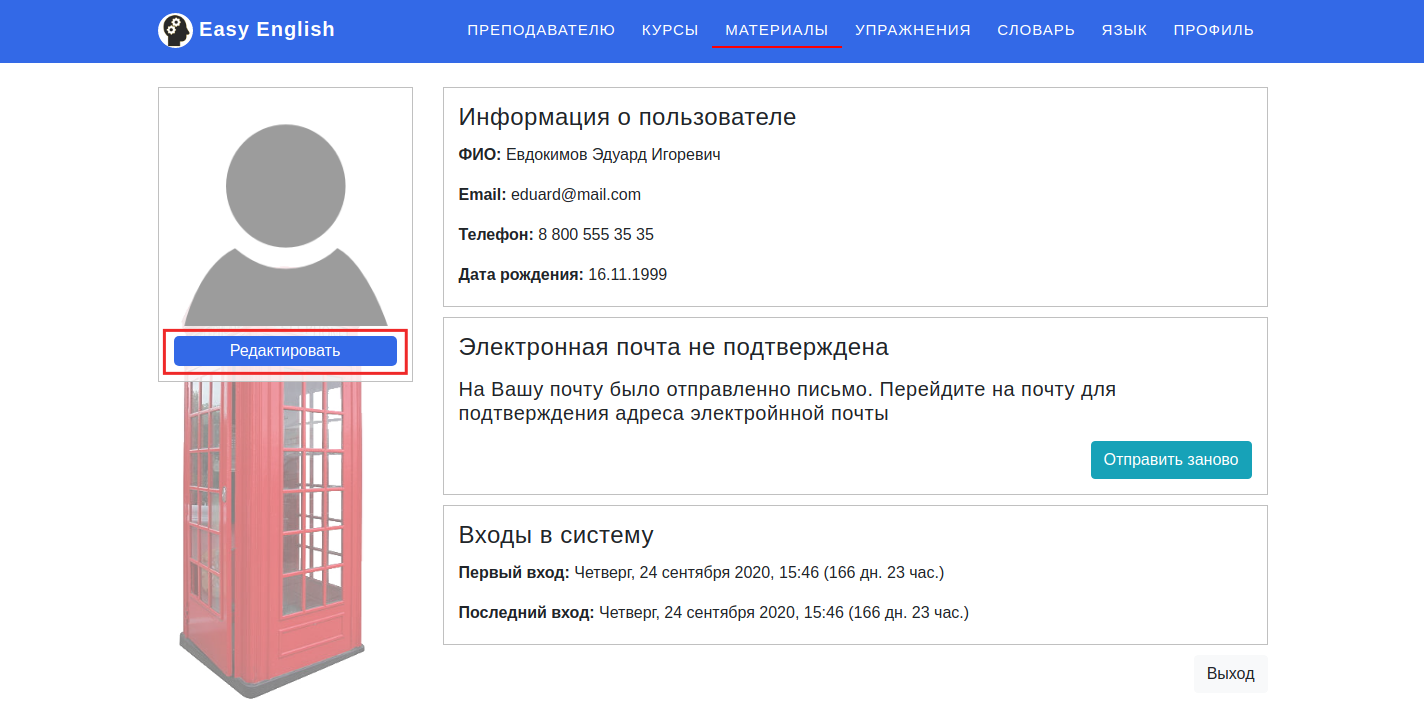 Easy English
ПРЕПОДАВАТЕЛЮ КУРСЫ МАТЕРИАЛЫ УПРАЖНЕНИЯ СЛОВАРЬ ЯЗЫК ПРОФИЛЬ
Редактировать
Информация о пользователе
ФИО: Евдокимов Эдуард Игоревич
Email: eduard@mail.com
Телефон: 8 800 555 35 35
Дата рождения: 16.11.1999
Электронная почта не подтверждена
На Вашу почту было отправленно письмо. Перейдите на почту для
подтверждения адреса электройнной почты
Отправить заново
Входы в систему
Первый вход: Четверг, 24 сентября 2020, 15:46 (166 дн. 23 час.)
Последний вход: Четверг, 24 сентября 2020, 15:46 (166 дн. 23 час.)
Выход